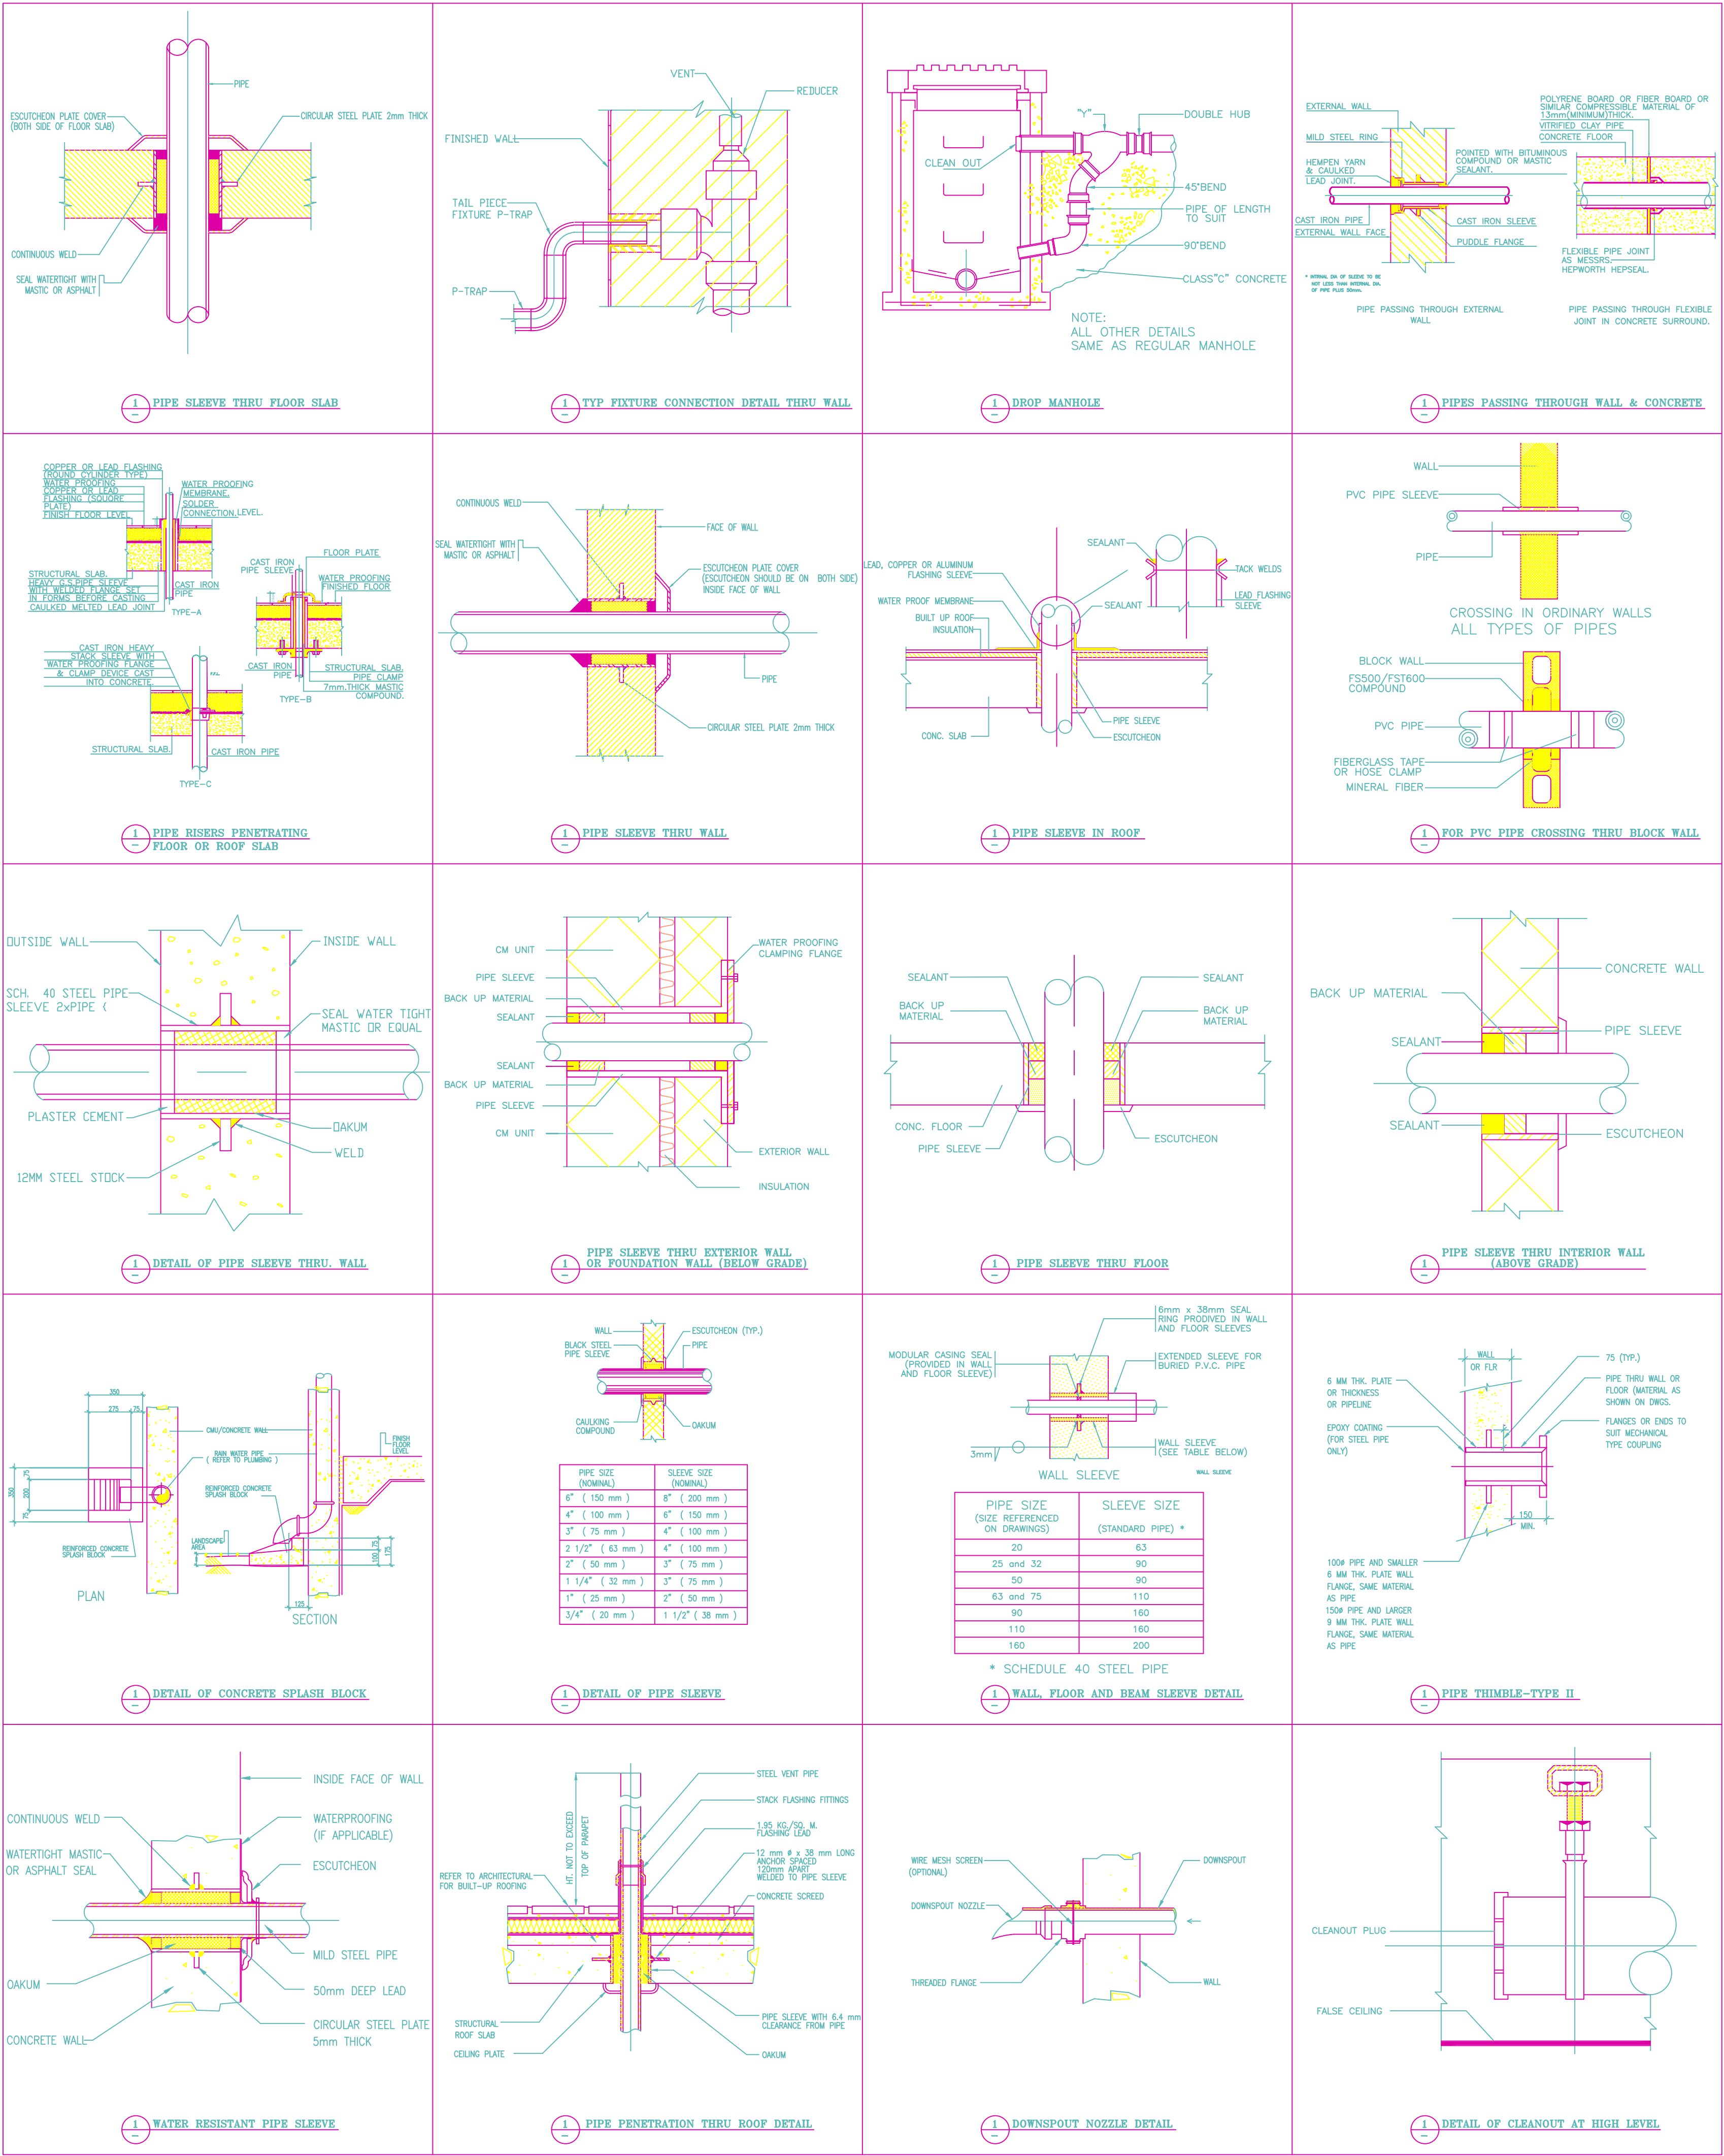 PIPE
ESCUTCHEON PLATE COVER
(BOTH SIDE OF FLOOR SLAB)
CIRCULAR STEEL PLATE 2mm THICK
CONTINUOUS WELD
SEAL WATERTIGHT WITH
MASTIC OR ASPHALT
1
PIPE SLEEVE THRU FLOOR SLAB
VENT
REDUCER
FINISHED WALL
TAIL PIECE
FIXTURE P-TRAP
P-TRAP
1
TYP FIXTURE CONNECTION DETAIL THRU WALL
"Y"
DOUBLE HUB
CLEAN OUT
45°BEND
PIPE OF LENGTH
TO SUIT
90°BEND
CLASS"C" CONCRETE
NOTE:
ALL OTHER DETAILS
SAME AS REGULAR MANHOLE
1
DROP MANHOLE
EXTERNAL WALL
MILD STEEL RING
HEMPEN YARN
& CAULKED
LEAD JOINT.
CAST IRON PIPE
EXTERNAL WALL FACE
POINTED WITH BITUMINOUS
COMPOUND OR MASTIC
SEALANT.
CAST IRON SLEEVE
PUDDLE FLANGE
* INTRNAL DIA OF SLEEVE TO BE
NOT LESS THAN INTERNAL DIA.
OF PIPE PLUS 50mm.
PIPE PASSING THROUGH EXTERNAL
WALL
POLYRENE BOARD OR FIBER BOARD OR
SIMILAR COMPRESSIBLE MATERIAL OF
13mm(MINIMUM)THICK.
VITRIFIED CLAY PIPE
CONCRETE FLOOR
FLEXIBLE PIPE JOINT
AS MESSRS.
HEPWORTH HEPSEAL.
PIPE PASSING THROUGH FLEXIBLE
JOINT IN CONCRETE SURROUND.
1
PIPES PASSING THROUGH WALL & CONCRETE
COPPER OR LEAD FLASHING
(ROUND CYLINDER TYPE)
WATER PROOFING
COPPER OR LEAD
FLASHING (SQUQRE
PLATE)
FINISH FLOOR LEVEL
WATER PROOFING
MEMBRANE.
SOLDER
CONNECTION.LEVEL.
STRUCTURAL SLAB.
HEAVY G.S.PIPE SLEEVE
WITH WELDED FLANGE SET
IN FORMS BEFORE CASTING
CAULKED MELTED LEAD JOINT
CAST IRON
PIPE
TYPE-A
CAST IRON
PIPE SLEEVE
FLOOR PLATE
WATER PROOFING
FINISHED FLOOR
CAST IRON
PIPE
STRUCTURAL SLAB.
PIPE CLAMP
7mm.THICK MASTIC
COMPOUND.
TYPE-B
CAST IRON HEAVY
STACK SLEEVE WITH
WATER PROOFING FLANGE
& CLAMP DEVICE CAST
INTO CONCRETE.
STRUCTURAL SLAB.
CAST IRON PIPE
TYPE-C
1
PIPE RISERS PENETRATING
FLOOR OR ROOF SLAB
CONTINUOUS WELD
FACE OF WALL
SEAL WATERTIGHT WITH
MASTIC OR ASPHALT
ESCUTCHEON PLATE COVER
(ESCUTCHEON SHOULD BE ON BOTH SIDE)
INSIDE FACE OF WALL
PIPE
CIRCULAR STEEL PLATE 2mm THICK
1
PIPE SLEEVE THRU WALL
SEALANT
LEAD, COPPER OR ALUMINUM
FLASHING SLEEVE
TACK WELDS
WATER PROOF MEMBRANE
SEALANT
LEAD FLASHING
SLEEVE
BUILT UP ROOF
INSULATION
PIPE SLEEVE
CONC. SLAB
ESCUTCHEON
1
PIPE SLEEVE IN ROOF
WALL
PVC PIPE SLEEVE
PIPE
CROSSING IN ORDINARY WALLS
ALL TYPES OF PIPES
BLOCK WALL
FS500/FST600
COMPOUND
PVC PIPE
FIBERGLASS TAPE
OR HOSE CLAMP
MINERAL FIBER
1
FOR PVC PIPE CROSSING THRU BLOCK WALL
OUTSIDE WALL
INSIDE WALL
SCH. 40 STEEL PIPE
SLEEVE 2xPIPE (
SEAL WATER TIGHT
MASTIC OR EQUAL
PLASTER CEMENT
OAKUM
WELD
12MM STEEL STOCK
1
DETAIL OF PIPE SLEEVE THRU. WALL
CM UNIT
WATER PROOFING
CLAMPING FLANGE
PIPE SLEEVE
BACK UP MATERIAL
SEALANT
SEALANT
BACK UP MATERIAL
PIPE SLEEVE
CM UNIT
EXTERIOR WALL
INSULATION
1
PIPE SLEEVE THRU EXTERIOR WALL
OR FOUNDATION WALL (BELOW GRADE)
SEALANT
SEALANT
BACK UP
MATERIAL
BACK UP
MATERIAL
CONC. FLOOR
ESCUTCHEON
PIPE SLEEVE
1
PIPE SLEEVE THRU FLOOR
CONCRETE WALL
BACK UP MATERIAL
PIPE SLEEVE
SEALANT
SEALANT
ESCUTCHEON
1
PIPE SLEEVE THRU INTERIOR WALL
(ABOVE GRADE)
350
275
75
CMU/CONCRETE WALL
RAIN WATER PIPE
( REFER TO PLUMBING )
FINISH
FLOOR
LEVEL
350
75
200
75
REINFORCED CONCRETE
SPLASH BLOCK
LANDSCAPE
AREA
REINFORCED CONCRETE
SPLASH BLOCK
100
75
175
125
PLAN
SECTION
1
DETAIL OF CONCRETE SPLASH BLOCK
WALL
ESCUTCHEON (TYP.)
BLACK STEEL
PIPE SLEEVE
PIPE
CAULKING
COMPOUND
OAKUM
PIPE SIZE
(NOMINAL)
SLEEVE SIZE
(NOMINAL)
6" ( 150 mm ) 8" ( 200 mm )
4" ( 100 mm ) 6" ( 150 mm )
3" ( 75 mm ) 4" ( 100 mm )
2 1/2" ( 63 mm ) 4" ( 100 mm )
2" ( 50 mm ) 3" ( 75 mm )
1 1/4" ( 32 mm ) 3" ( 75 mm )
1" ( 25 mm ) 2" ( 50 mm )
3/4" ( 20 mm ) 1 1/2" ( 38 mm )
1
DETAIL OF PIPE SLEEVE
6mm x 38mm SEAL
RING PRODIVED IN WALL
AND FLOOR SLEEVES
MODULAR CASING SEAL
(PROVIDED IN WALL
AND FLOOR SLEEVE)
EXTENDED SLEEVE FOR
BURIED P.V.C. PIPE
3mm
WALL SLEEVE
(SEE TABLE BELOW)
WALL SLEEVE
WALL SLEEVE
PIPE SIZE
(SIZE REFERENCED
ON DRAWINGS)
SLEEVE SIZE
(STANDARD PIPE) *
20 63
25 and 32 90
50 90
63 and 75 110
90 160
110 160
160 200
* SCHEDULE 40 STEEL PIPE
1
WALL, FLOOR AND BEAM SLEEVE DETAIL
WALL
OR FLR
75 (TYP.)
6 MM THK. PLATE
OR THICKNESS
OR PIPELINE
PIPE THRU WALL OR
FLOOR (MATERIAL AS
SHOWN ON DWGS.
EPOXY COATING
(FOR STEEL PIPE
ONLY)
FLANGES OR ENDS TO
SUIT MECHANICAL
TYPE COUPLING
150
MIN.
100ø PIPE AND SMALLER
6 MM THK. PLATE WALL
FLANGE, SAME MATERIAL
AS PIPE
150ø PIPE AND LARGER
9 MM THK. PLATE WALL
FLANGE, SAME MATERIAL
AS PIPE
1
PIPE THIMBLE-TYPE II
INSIDE FACE OF WALL
CONTINUOUS WELD
WATERPROOFING
(IF APPLICABLE)
WATERTIGHT MASTIC
OR ASPHALT SEAL
ESCUTCHEON
MILD STEEL PIPE
OAKUM
50mm DEEP LEAD
CONCRETE WALL
CIRCULAR STEEL PLATE
5mm THICK
1
WATER RESISTANT PIPE SLEEVE
HT. NOT TO EXCEED
TOP OF PARAPET
STEEL VENT PIPE
STACK FLASHING FITTINGS
1.95 KG./SQ. M.
FLASHING LEAD
12 mm ø x 38 mm LONG
ANCHOR SPACED
120mm APART
WELDED TO PIPE SLEEVE
REFER TO ARCHITECTURAL
FOR BUILT-UP ROOFING
CONCRETE SCREED
STRUCTURAL
ROOF SLAB
PIPE SLEEVE WITH 6.4 mm
CLEARANCE FROM PIPE
CEILING PLATE
OAKUM
1
PIPE PENETRATION THRU ROOF DETAIL
WIRE MESH SCREEN
(OPTIONAL)
DOWNSPOUT
DOWNSPOUT NOZZLE
THREADED FLANGE
WALL
1
DOWNSPOUT NOZZLE DETAIL
CLEANOUT PLUG
FALSE CEILING
1
DETAIL OF CLEANOUT AT HIGH LEVEL